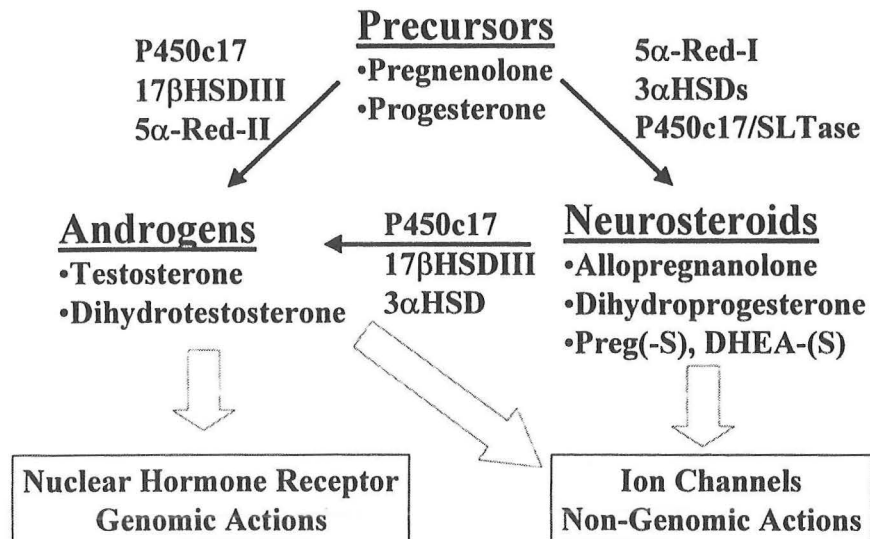 Precursors
•Pregnenolone
•Progesterone
P450c17
17βHSDIII
5α-Red-II
5α-Red-I
3αHSDs
P450c17/SLTase
Androgens
•Testosterone
•Dihydrotestosterone
P450c17
17βHSDIII
3αHSD
Neurosteroids
•Allopregnanolone
•Dihydroprogesterone
•Preg(-S), DHEA-(S)
Nuclear Hormone Receptor
Genomic Actions
Ion Channels
Non-Genomic Actions